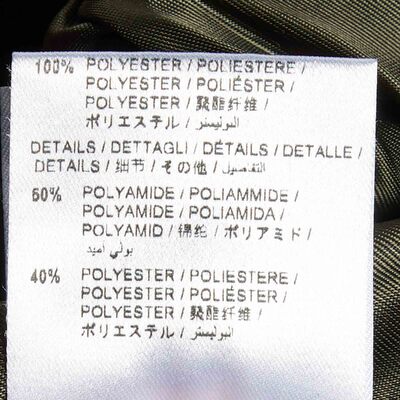 100% POLYESTER / POLIESTERE /
POLYESTER / POLIÉSTER /
POLYESTER / 聚酯纤维 /
ポリエステル / البوليستر
DETAILS / DETTAGLI / DÉTAILS / DETALLE /
DETAILS / 细节 / その他 / التفاصيل
60% POLYAMIDE / POLIAMMIDE /
POLYAMIDE / POLIAMIDA /
POLYAMID / 锦纶 / ポリアミド /
بولي اميد
40% POLYESTER / POLIESTERE /
POLYESTER / POLIÉSTER /
POLYESTER / 聚酯纤维 /
ポリエステル / البوليستر